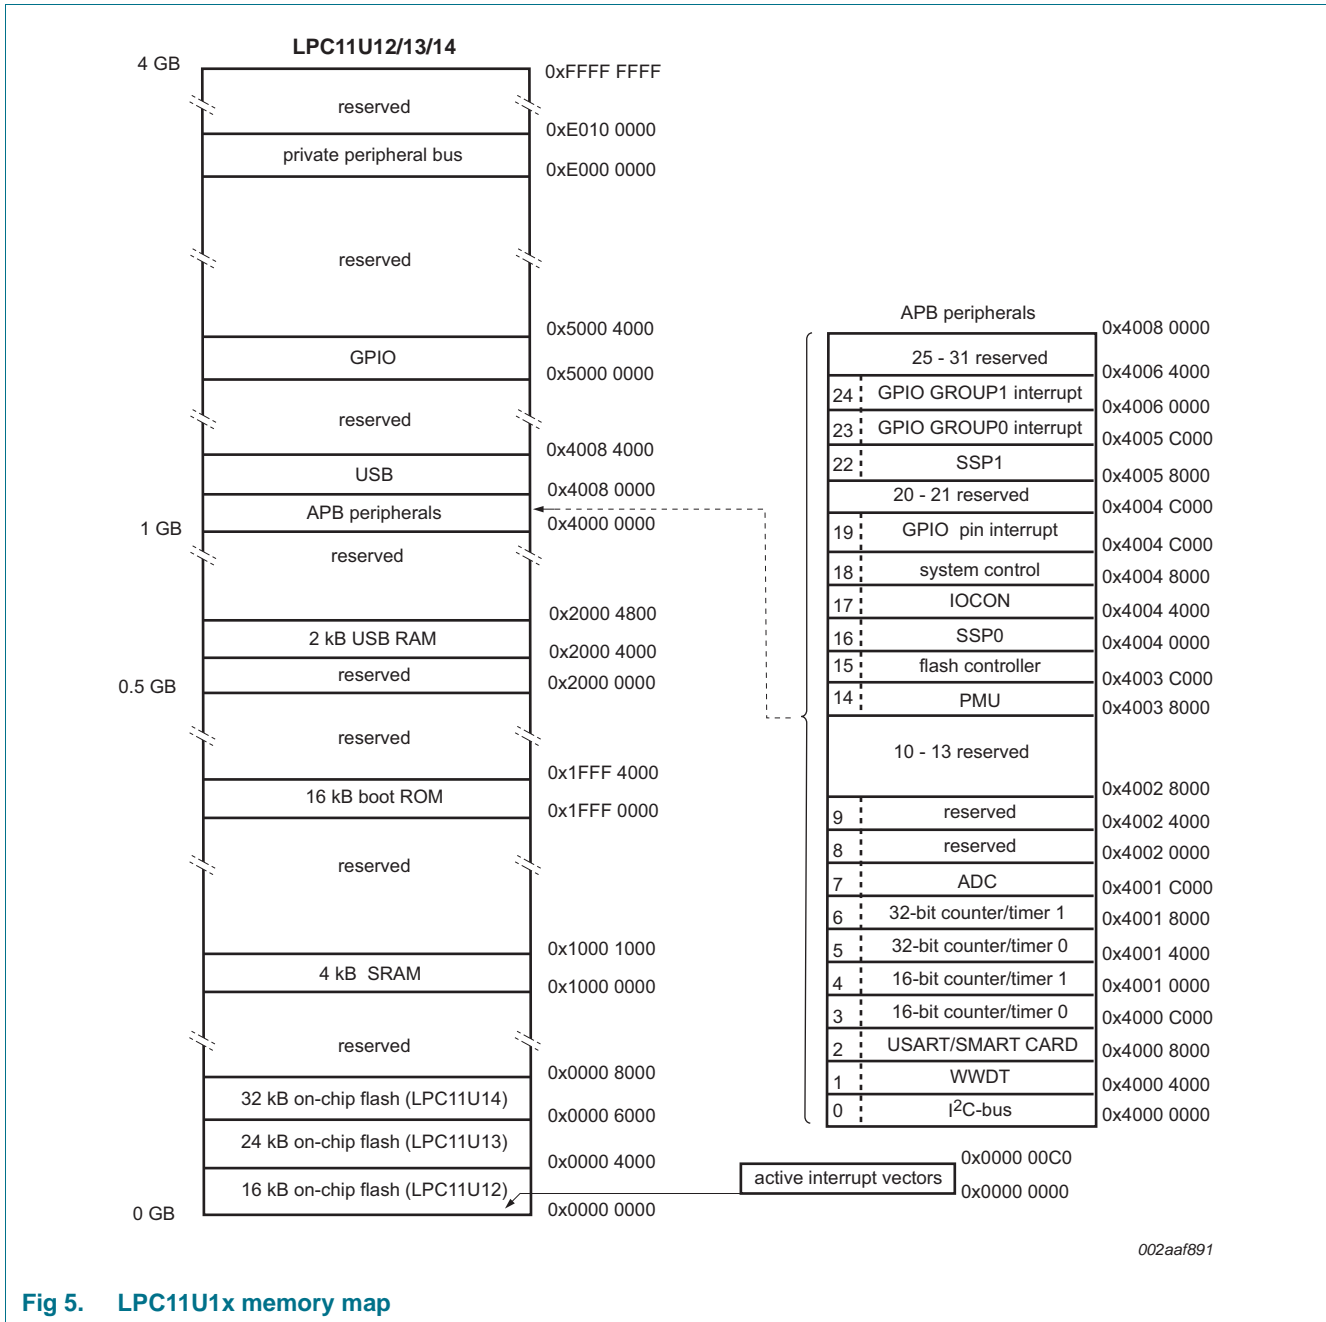 LPC11U12/13/14
4 GB
0xFFFF FFFF
reserved
0xE010 0000
private peripheral bus
0xE000 0000
reserved
0x5000 4000
GPIO
0x5000 0000
reserved
0x4008 4000
USB
0x4008 0000
APB peripherals
0x4000 0000
1 GB
reserved
0x2000 4800
2 kB USB RAM
0x2000 4000
reserved
0x2000 0000
0.5 GB
reserved
0x1FFF 4000
16 kB boot ROM
0x1FFF 0000
reserved
0x1000 1000
4 kB SRAM
0x1000 0000
reserved
0x0000 8000
32 kB on-chip flash (LPC11U14)
0x0000 6000
24 kB on-chip flash (LPC11U13)
0x0000 4000
16 kB on-chip flash (LPC11U12)
0x0000 0000
0 GB
APB peripherals
0x4008 0000
25 - 31 reserved
0x4006 4000
24 GPIO GROUP1 interrupt
0x4006 0000
23 GPIO GROUP0 interrupt
0x4005 C000
22 SSP1
0x4005 8000
20 - 21 reserved
0x4004 C000
19 GPIO pin interrupt
0x4004 C000
18 system control
0x4004 8000
17 IOCON
0x4004 4000
16 SSP0
0x4004 0000
15 flash controller
0x4003 C000
14 PMU
0x4003 8000
10 - 13 reserved
0x4002 8000
9 reserved
0x4002 4000
8 reserved
0x4002 0000
7 ADC
0x4001 C000
6 32-bit counter/timer 1
0x4001 8000
5 32-bit counter/timer 0
0x4001 4000
4 16-bit counter/timer 1
0x4001 0000
3 16-bit counter/timer 0
0x4000 C000
2 USART/SMART CARD
0x4000 8000
1 WWDT
0x4000 4000
0 I2C-bus
0x4000 0000
0x0000 00C0
active interrupt vectors
0x0000 0000
002aaf891
Fig 5. LPC11U1x memory map